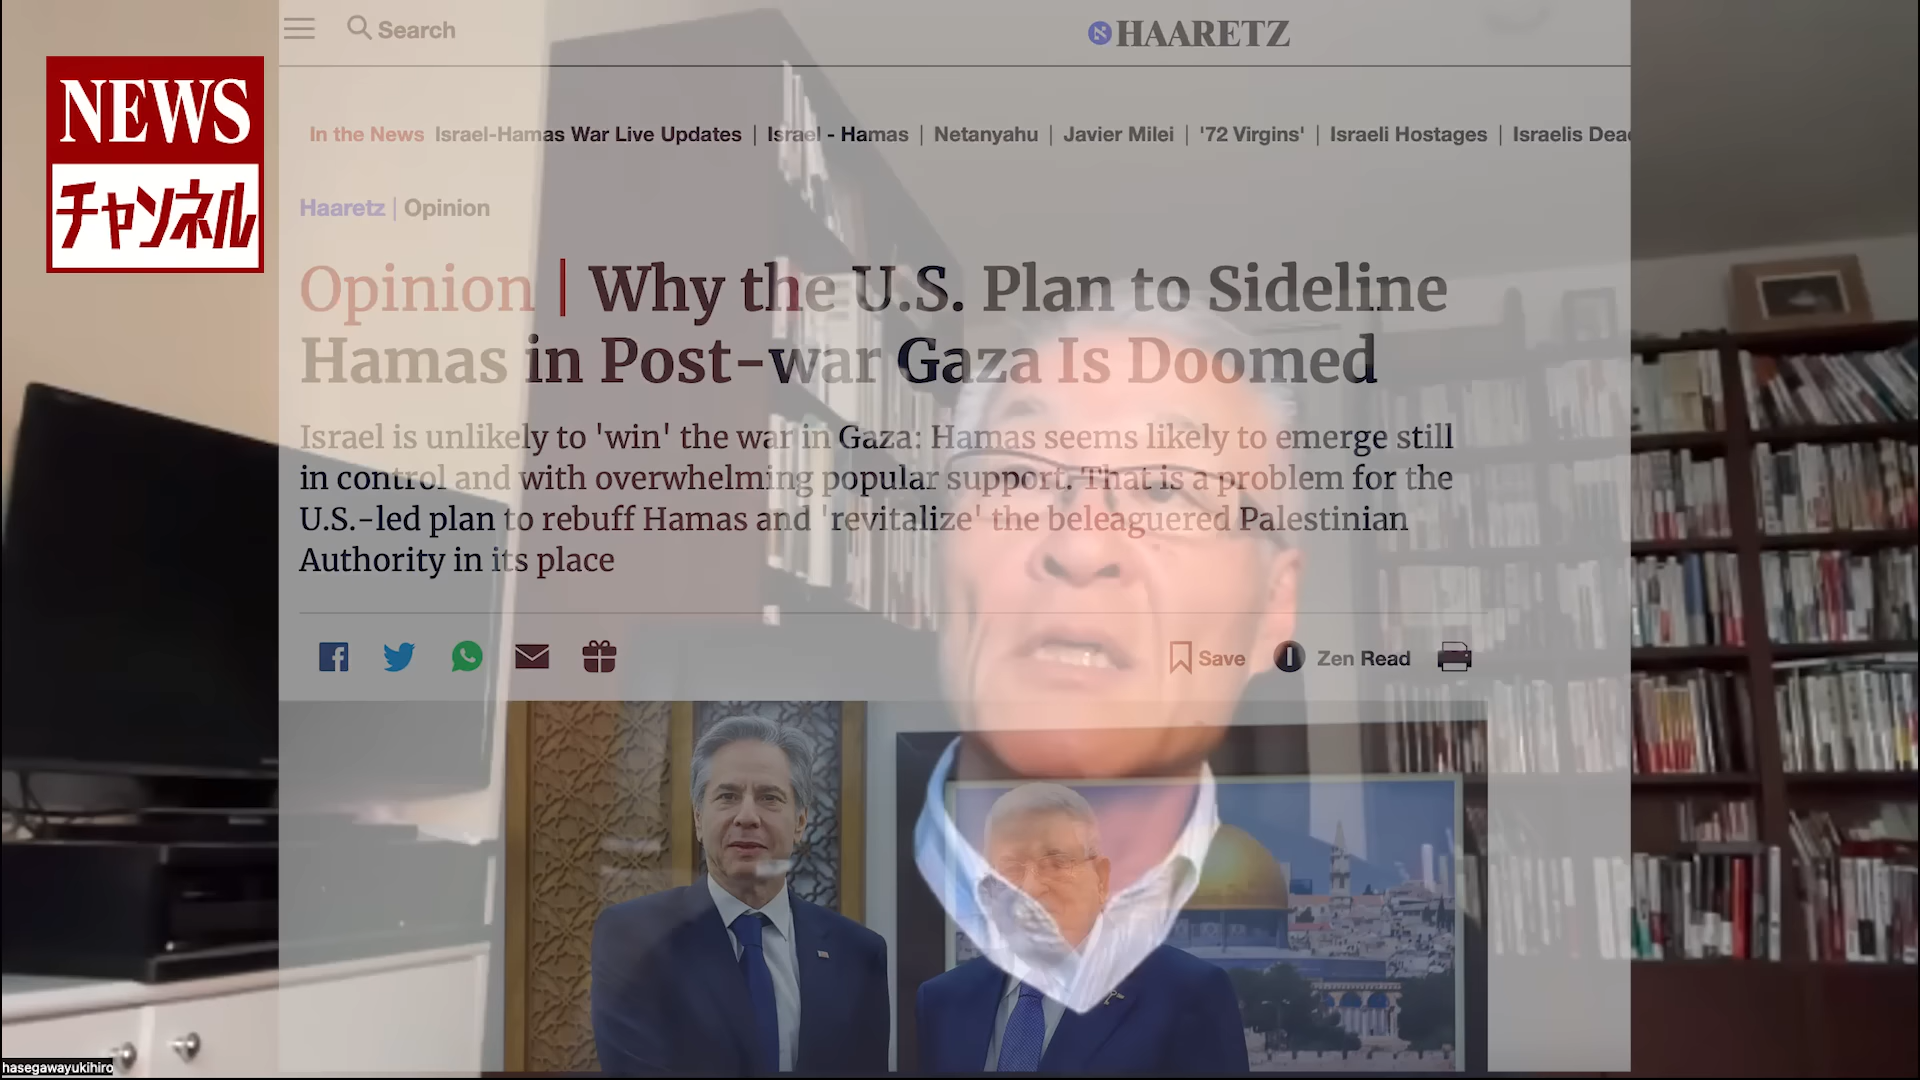 NEWS
チャンネル
Search
HAARETZ
In the News Israel-Hamas War Live Updates | Israel - Hamas | Netanyahu | Javier Milei | '72 Virgins' | Israeli Hostages | Israelis Dead
Haaretz | Opinion
Opinion | Why the U.S. Plan to Sideline
Hamas in Post-war Gaza Is Doomed
Israel is unlikely to 'win' the war in Gaza: Hamas seems likely to emerge still
in control and with overwhelming popular support. That is a problem for the
U.S.-led plan to rebuff Hamas and 'revitalize' the beleaguered Palestinian
Authority in its place
Save
Zen Read
hasegawayukihiro